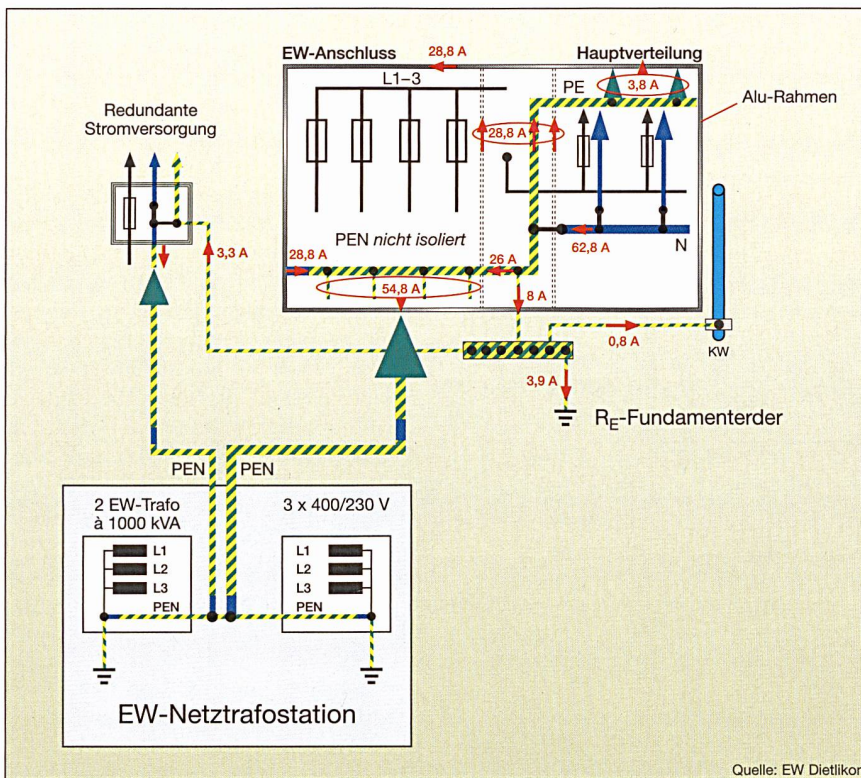 EW-Anschluss
28,8 A
Hauptverteilung
L1–3
PE
3,8 A
Alu-Rahmen
Redundante
Stromversorgung
28,8 A
PEN nicht isoliert
62,8 A
N
3,3 A
28,8 A
26 A
54,8 A
8 A
0,8 A
KW
3,9 A
RE-Fundamenterder
PEN
PEN
2 EW-Trafo
à 1000 kVA
3 x 400/230 V
L1
L2
L3
PEN
L1
L2
L3
PEN
EW-Netztrafostation
Quelle: EW Dietlikon